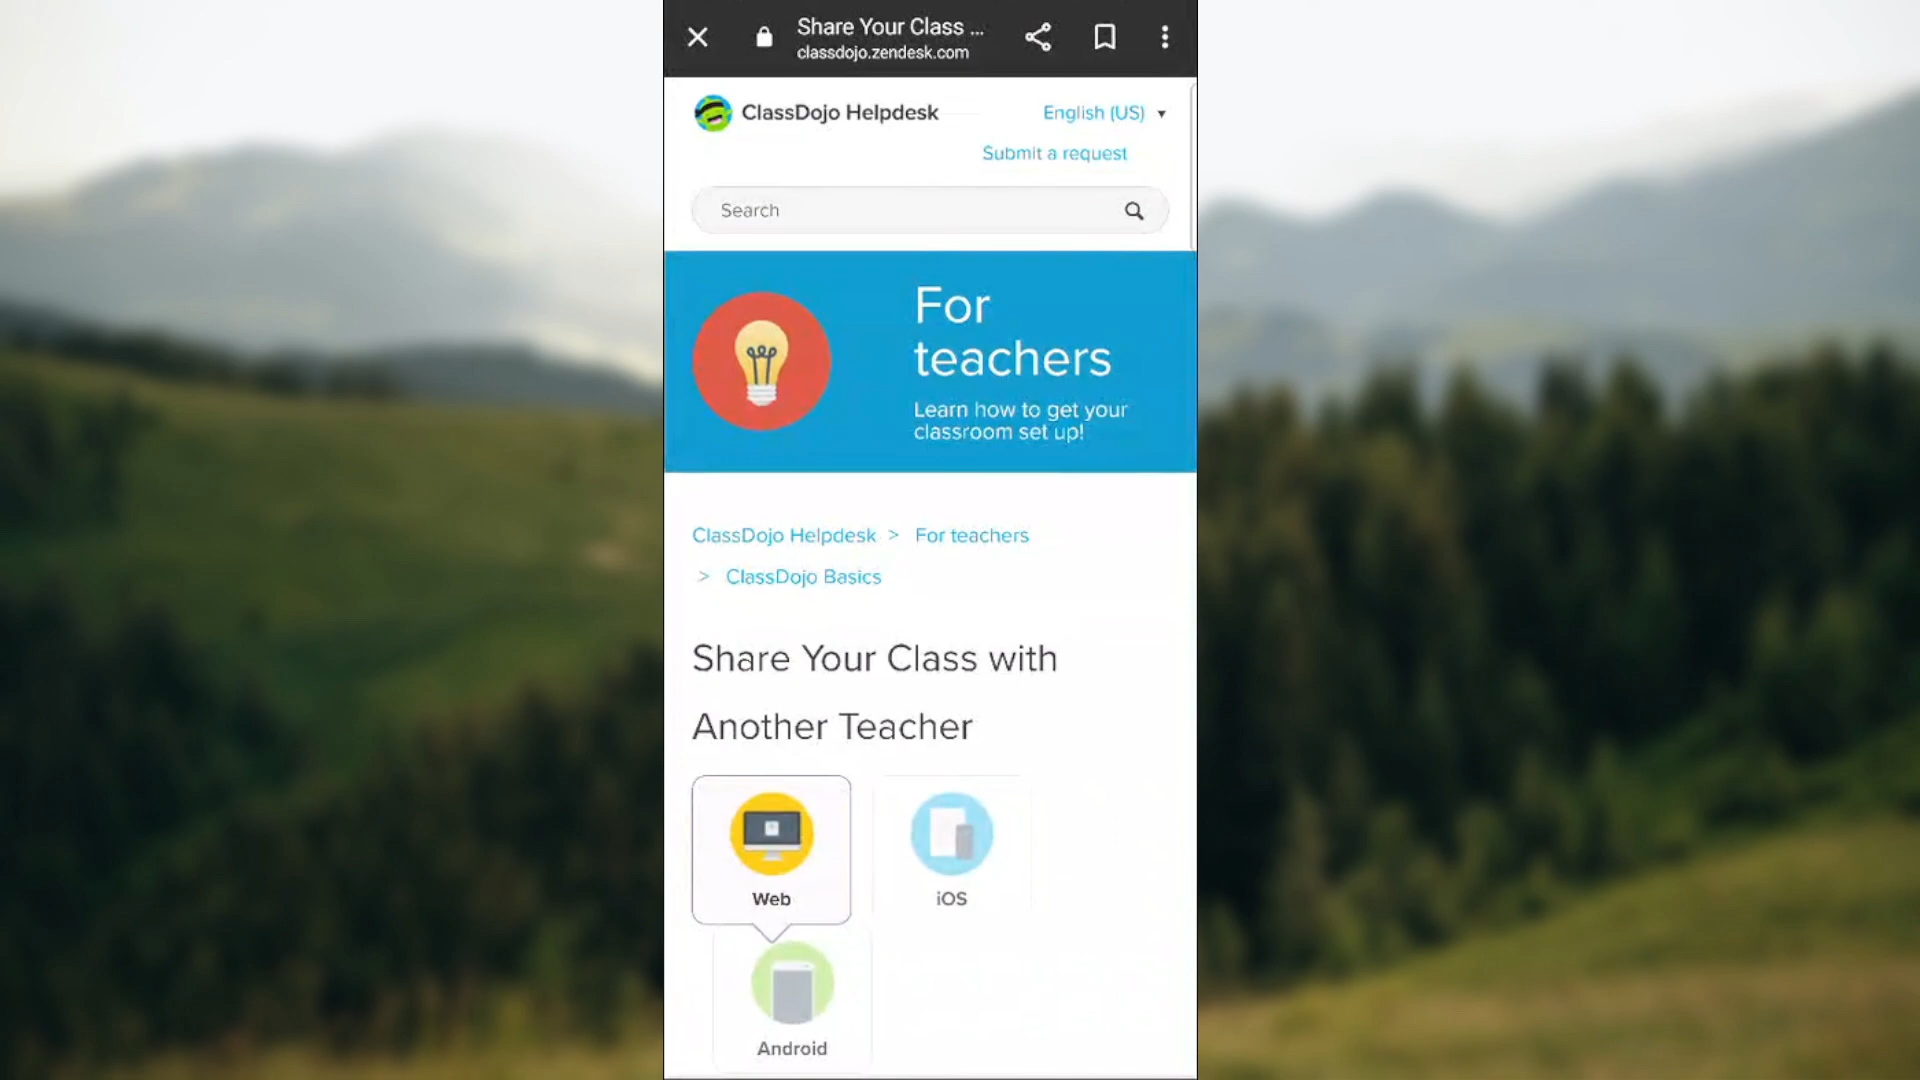 Share Your Class ...
classdojo.zendesk.com
ClassDojo Helpdesk
English (US)
Submit a request
Search
For
teachers
Learn how to get your
classroom set up!
ClassDojo Helpdesk > For teachers
> ClassDojo Basics
Share Your Class with
Another Teacher
Web
iOS
Android